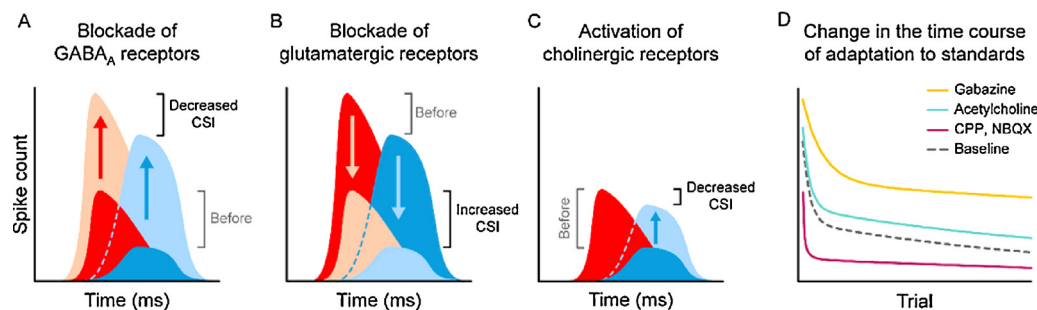 A
Blockade of
GABAA receptors
Spike count
Decreased
CSI
Before
Time (ms)
B
Blockade of
glutamatergic receptors
Before
Increased
CSI
Time (ms)
C
Activation of
cholinergic receptors
Before
Decreased
CSI
Time (ms)
D
Change in the time course
of adaptation to standards
Gabazine
Acetylcholine
CPP, NBQX
Baseline
Trial